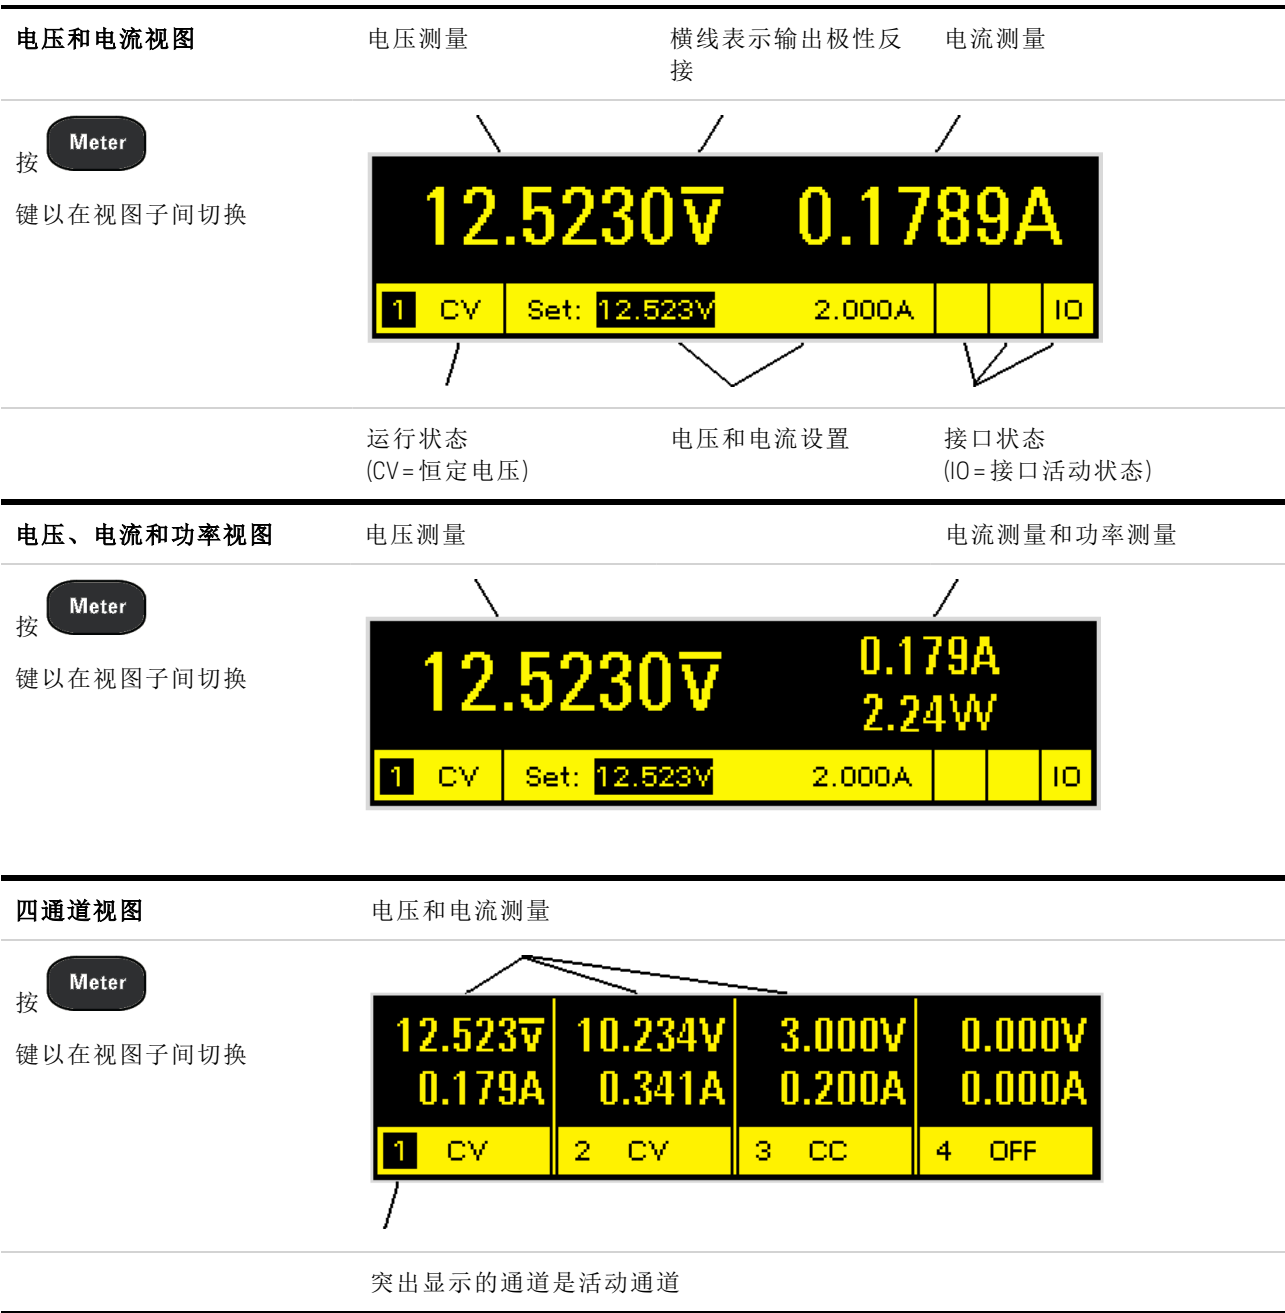 电压和电流视图
电压测量
横线表示输出极性反
接
电流测量
按 Meter
键以在视图子间切换
12.5230V 0.1789A
1 CV Set: 12.523V 2.000A IO
运行状态
(CV=恒定电压)
电压和电流设置
接口状态
(IO=接口活动状态)
电压、电流和功率视图
电压测量
电流测量和功率测量
按 Meter
键以在视图子间切换
12.5230V
0.179A
2.24W
1 CV Set: 12.523V 2.000A IO
四通道视图
电压和电流测量
按 Meter
键以在视图子间切换
12.523V 10.234V 3.000V 0.000V
0.179A 0.341A 0.200A 0.000A
1 CV 2 CV 3 CC 4 OFF
突出显示的通道是活动通道